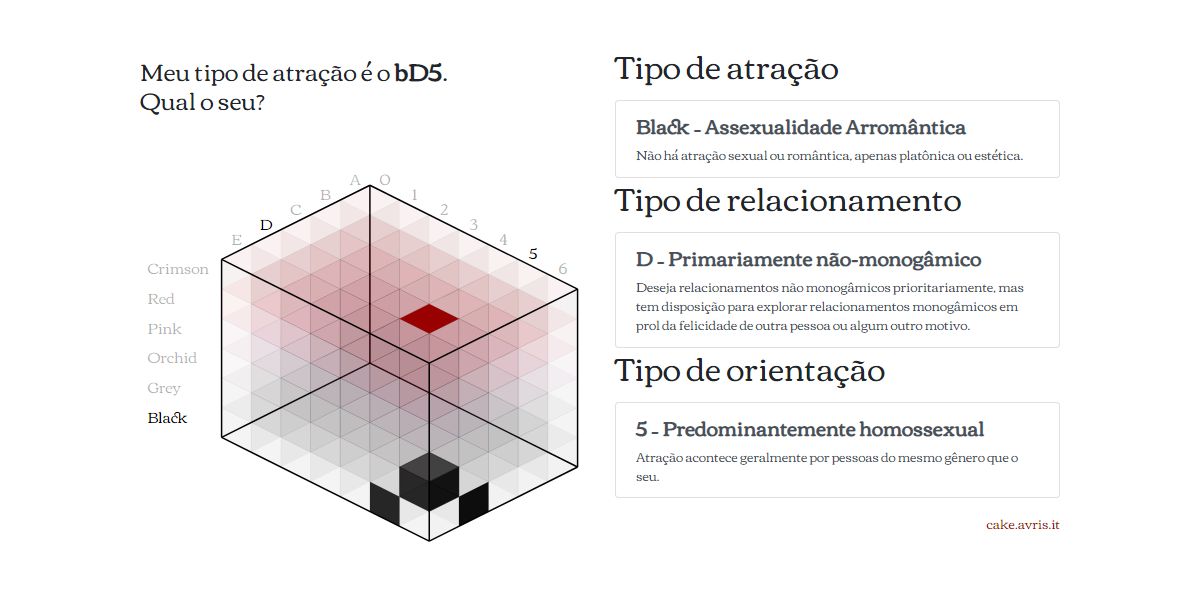 Meu tipo de atração é o bD5.
Qual o seu?
A
B
C
D
E
0
1
2
3
4
5
6
Crimson
Red
Pink
Orchid
Grey
Black
Tipo de atração
Black - Assexualidade Arromântica
Não há atração sexual ou romântica, apenas platônica ou estética.
Tipo de relacionamento
D - Primariamente não-monogâmico
Deseja relacionamentos não monogâmicos prioritariamente, mas
tem disposição para explorar relacionamentos monogâmicos em
prol da felicidade de outra pessoa ou algum outro motivo.
Tipo de orientação
5 - Predominantemente homossexual
Atração acontece geralmente por pessoas do mesmo gênero que o
seu.
cake.avris.it